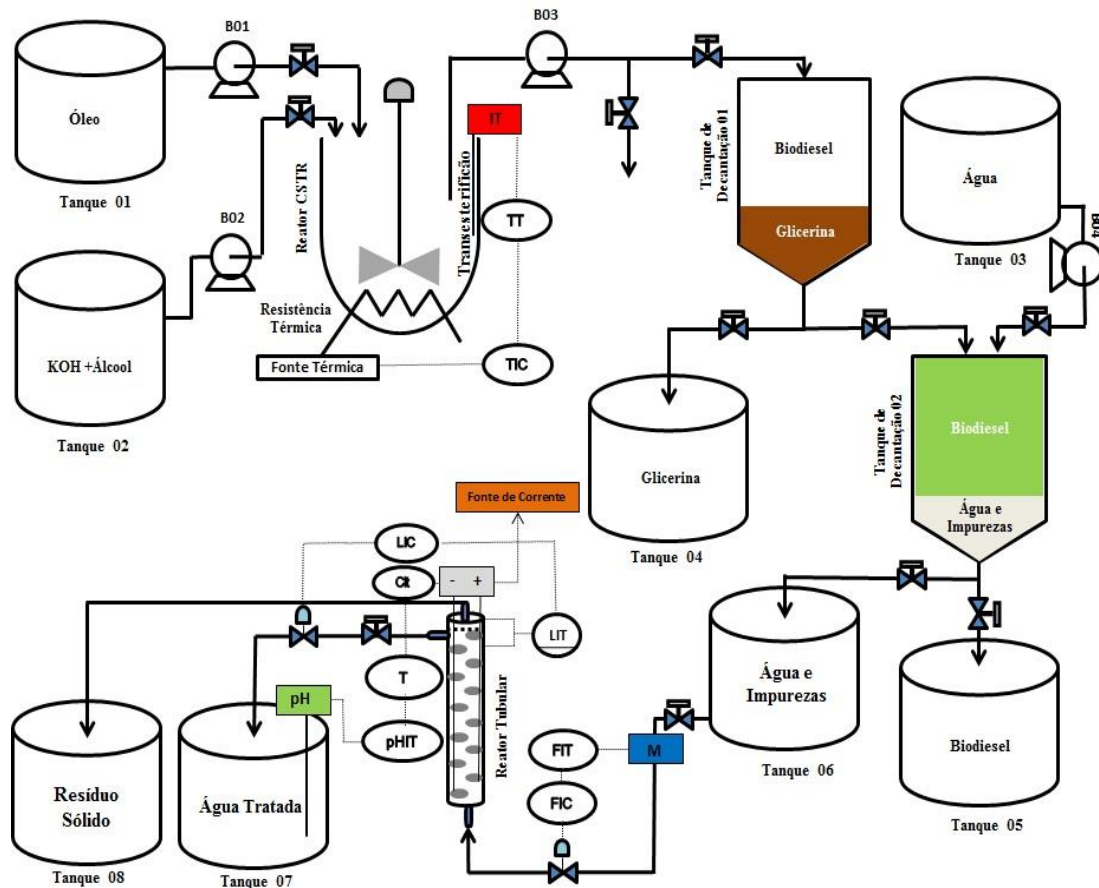 B01
Óleo
Tanque 01
B02
KOH +Álcool
Tanque 02
Reator CSTR
Transesterificão
IT
TT
TIC
Resistência
Térmica
Fonte Térmica
B03
Tanque de
Decantação 01
Biodiesel
Glicerina
Água
Tanque 03
B04
Glicerina
Tanque 04
Tanque de
Decantação 02
Biodiesel
Água e
Impurezas
Fonte de Corrente
LIC
- +
LIT
T
pH
pHIT
Reator Tubular
FIT
M
FIC
Água e
Impurezas
Tanque 06
Biodiesel
Tanque 05
Resíduo
Sólido
Tanque 08
Água Tratada
Tanque 07